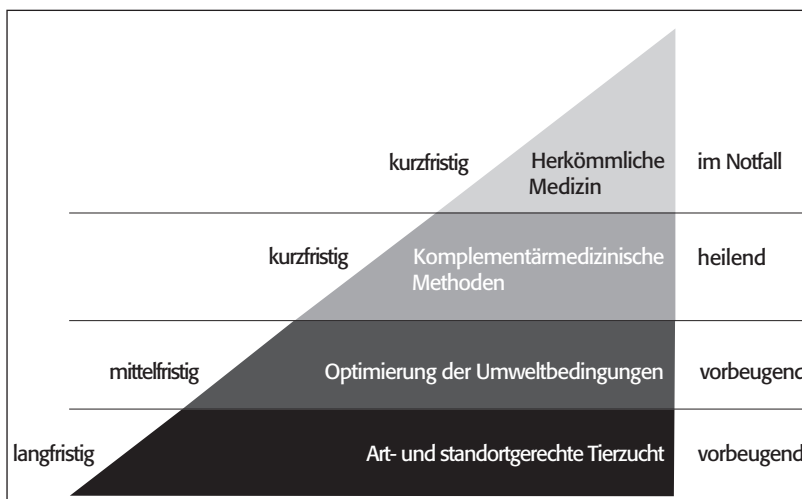 kurzfristig Herkömmliche im Notfall
Medizin
kurzfristig Komplementärmedizinische heilend
Methoden
mittelfristig Optimierung der Umweltbedingungen vorbeugend
langfristig Art- und standortgerechte Tierzucht vorbeugend